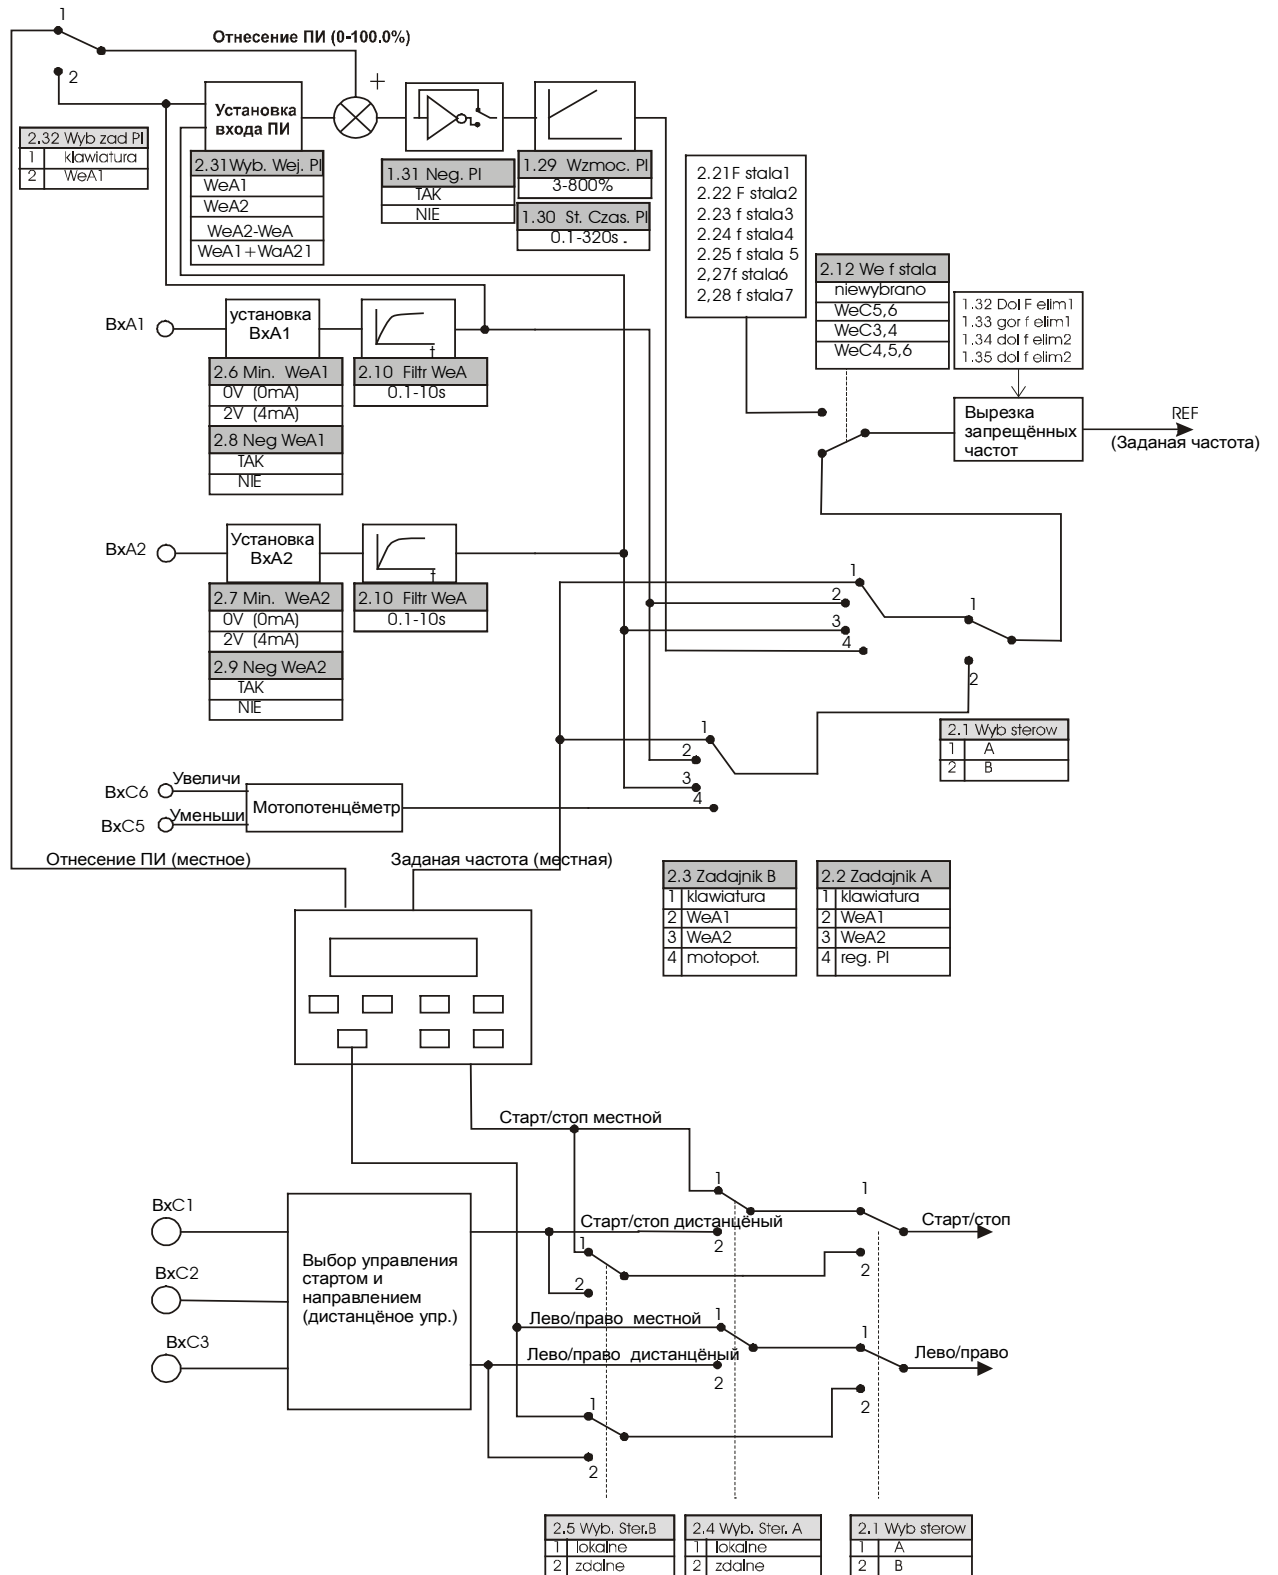 1
Отнесение ПИ (0-100.0%)
2
+
Установка
входа ПИ
2.32 Wyb zad PI
1 klawiatura
2 WeA1
2.31Wyb. Wej. PI
WeA1
WeA2
WeA2-WeA
WeA1+WaA21
1.31 Neg. PI
TAK
NIE
1.29 Wzmoc. PI
3-800%
1.30 St. Czas. PI
0.1-320s .
2.21F stala1
2.22 F stala2
2.23 f stala3
2.24 f stala4
2.25 f stala 5
2,27f stala6
2,28 f stala7
2.12 We f stala
niewybrano
WeC5,6
WeC3,4
WeC4,5,6
1.32 Dol F elim1
1.33 gor f elim1
1.34 dol f elim2
1.35 dol f elim2
ВхА1
установка
ВхА1
2.6 Min. WeA1
0V (0mA)
2V (4mA)
2.8 Neg WeA1
TAK
NIE
2.10 Filtr WeA
0.1-10s
Вырезка
запрещённых
частот
REF
(Заданая частота)
ВхА2
Установка
ВхА2
2.7 Min. WeA2
0V (0mA)
2V (4mA)
2.9 Neg WeA2
TAK
NIE
2.10 Filtr WeA
0.1-10s
1
2
3
4
1
2
2.1 Wyb sterow
1 A
2 B
1
2
3
4
ВхС6
Увеличи
ВхС5
Уменьши
Мотопотенцёметр
Отнесение ПИ (местное)
Заданая частота (местная)
2.3 Zadajnik B
1 klawiatura
2 WeA1
3 WeA2
4 motopot.
2.2 Zadajnik A
1 klawiatura
2 WeA1
3 WeA2
4 reg. PI
Старт/стоп местной
1
1
ВхС1
Старт/стоп дистанцёный
2
Старт/стоп
1
2
2
ВхС2
Выбор управления
стартом и
направлением
(дистанцёное упр.)
ВхС3
Лево/право местной
1
1
Лево/право дистанцёный
2
Лево/право
1
2
2
2.5 Wyb. Ster.B
1 lokalne
2 zdalne
2.4 Wyb. Ster. A
1 lokalne
2 zdalne
2.1 Wyb sterow
1 A
2 B